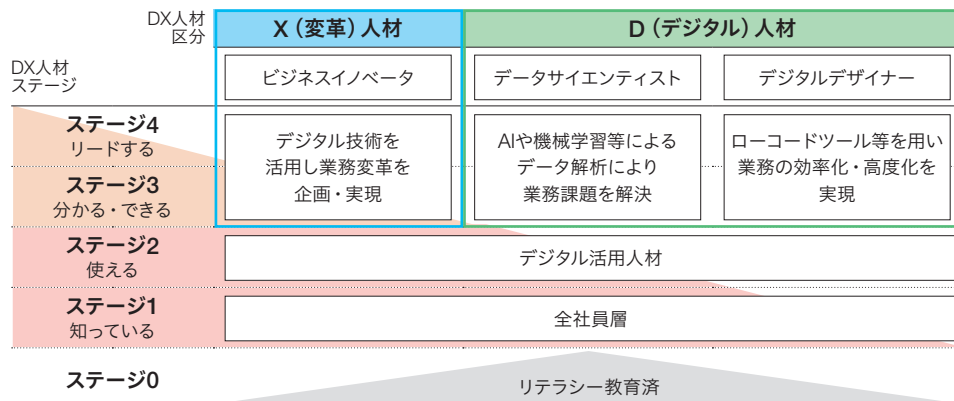 DX人材
区分
X（変革）人材
D（デジタル）人材
DX人材
ステージ
ビジネスイノベータ
データサイエンティスト
デジタルデザイナー
ステージ4
リードする
ステージ3
分かる・できる
デジタル技術を
活用し業務変革を
企画・実現
AIや機械学習等による
データ解析により
業務課題を解決
ローコードツール等を用い
業務の効率化・高度化を
実現
ステージ2
使える
デジタル活用人材
ステージ1
知っている
全社員層
ステージ0
リテラシー教育済